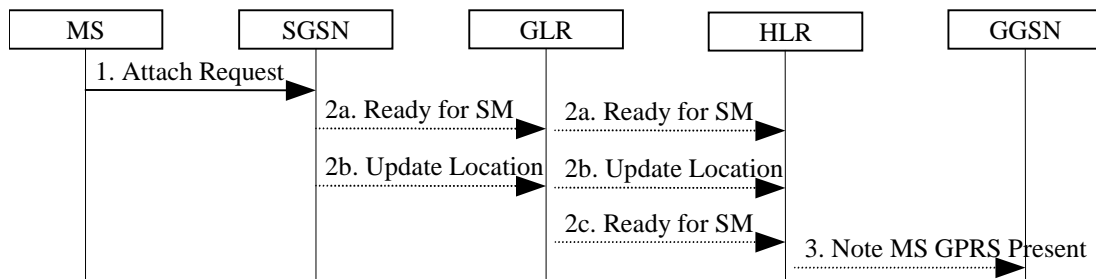 MS
SGSN
GLR
HLR
GGSN
1. Attach Request
2a. Ready for SM
2a. Ready for SM
2b. Update Location
2b. Update Location
2c. Ready for SM
3. Note MS GPRS Present